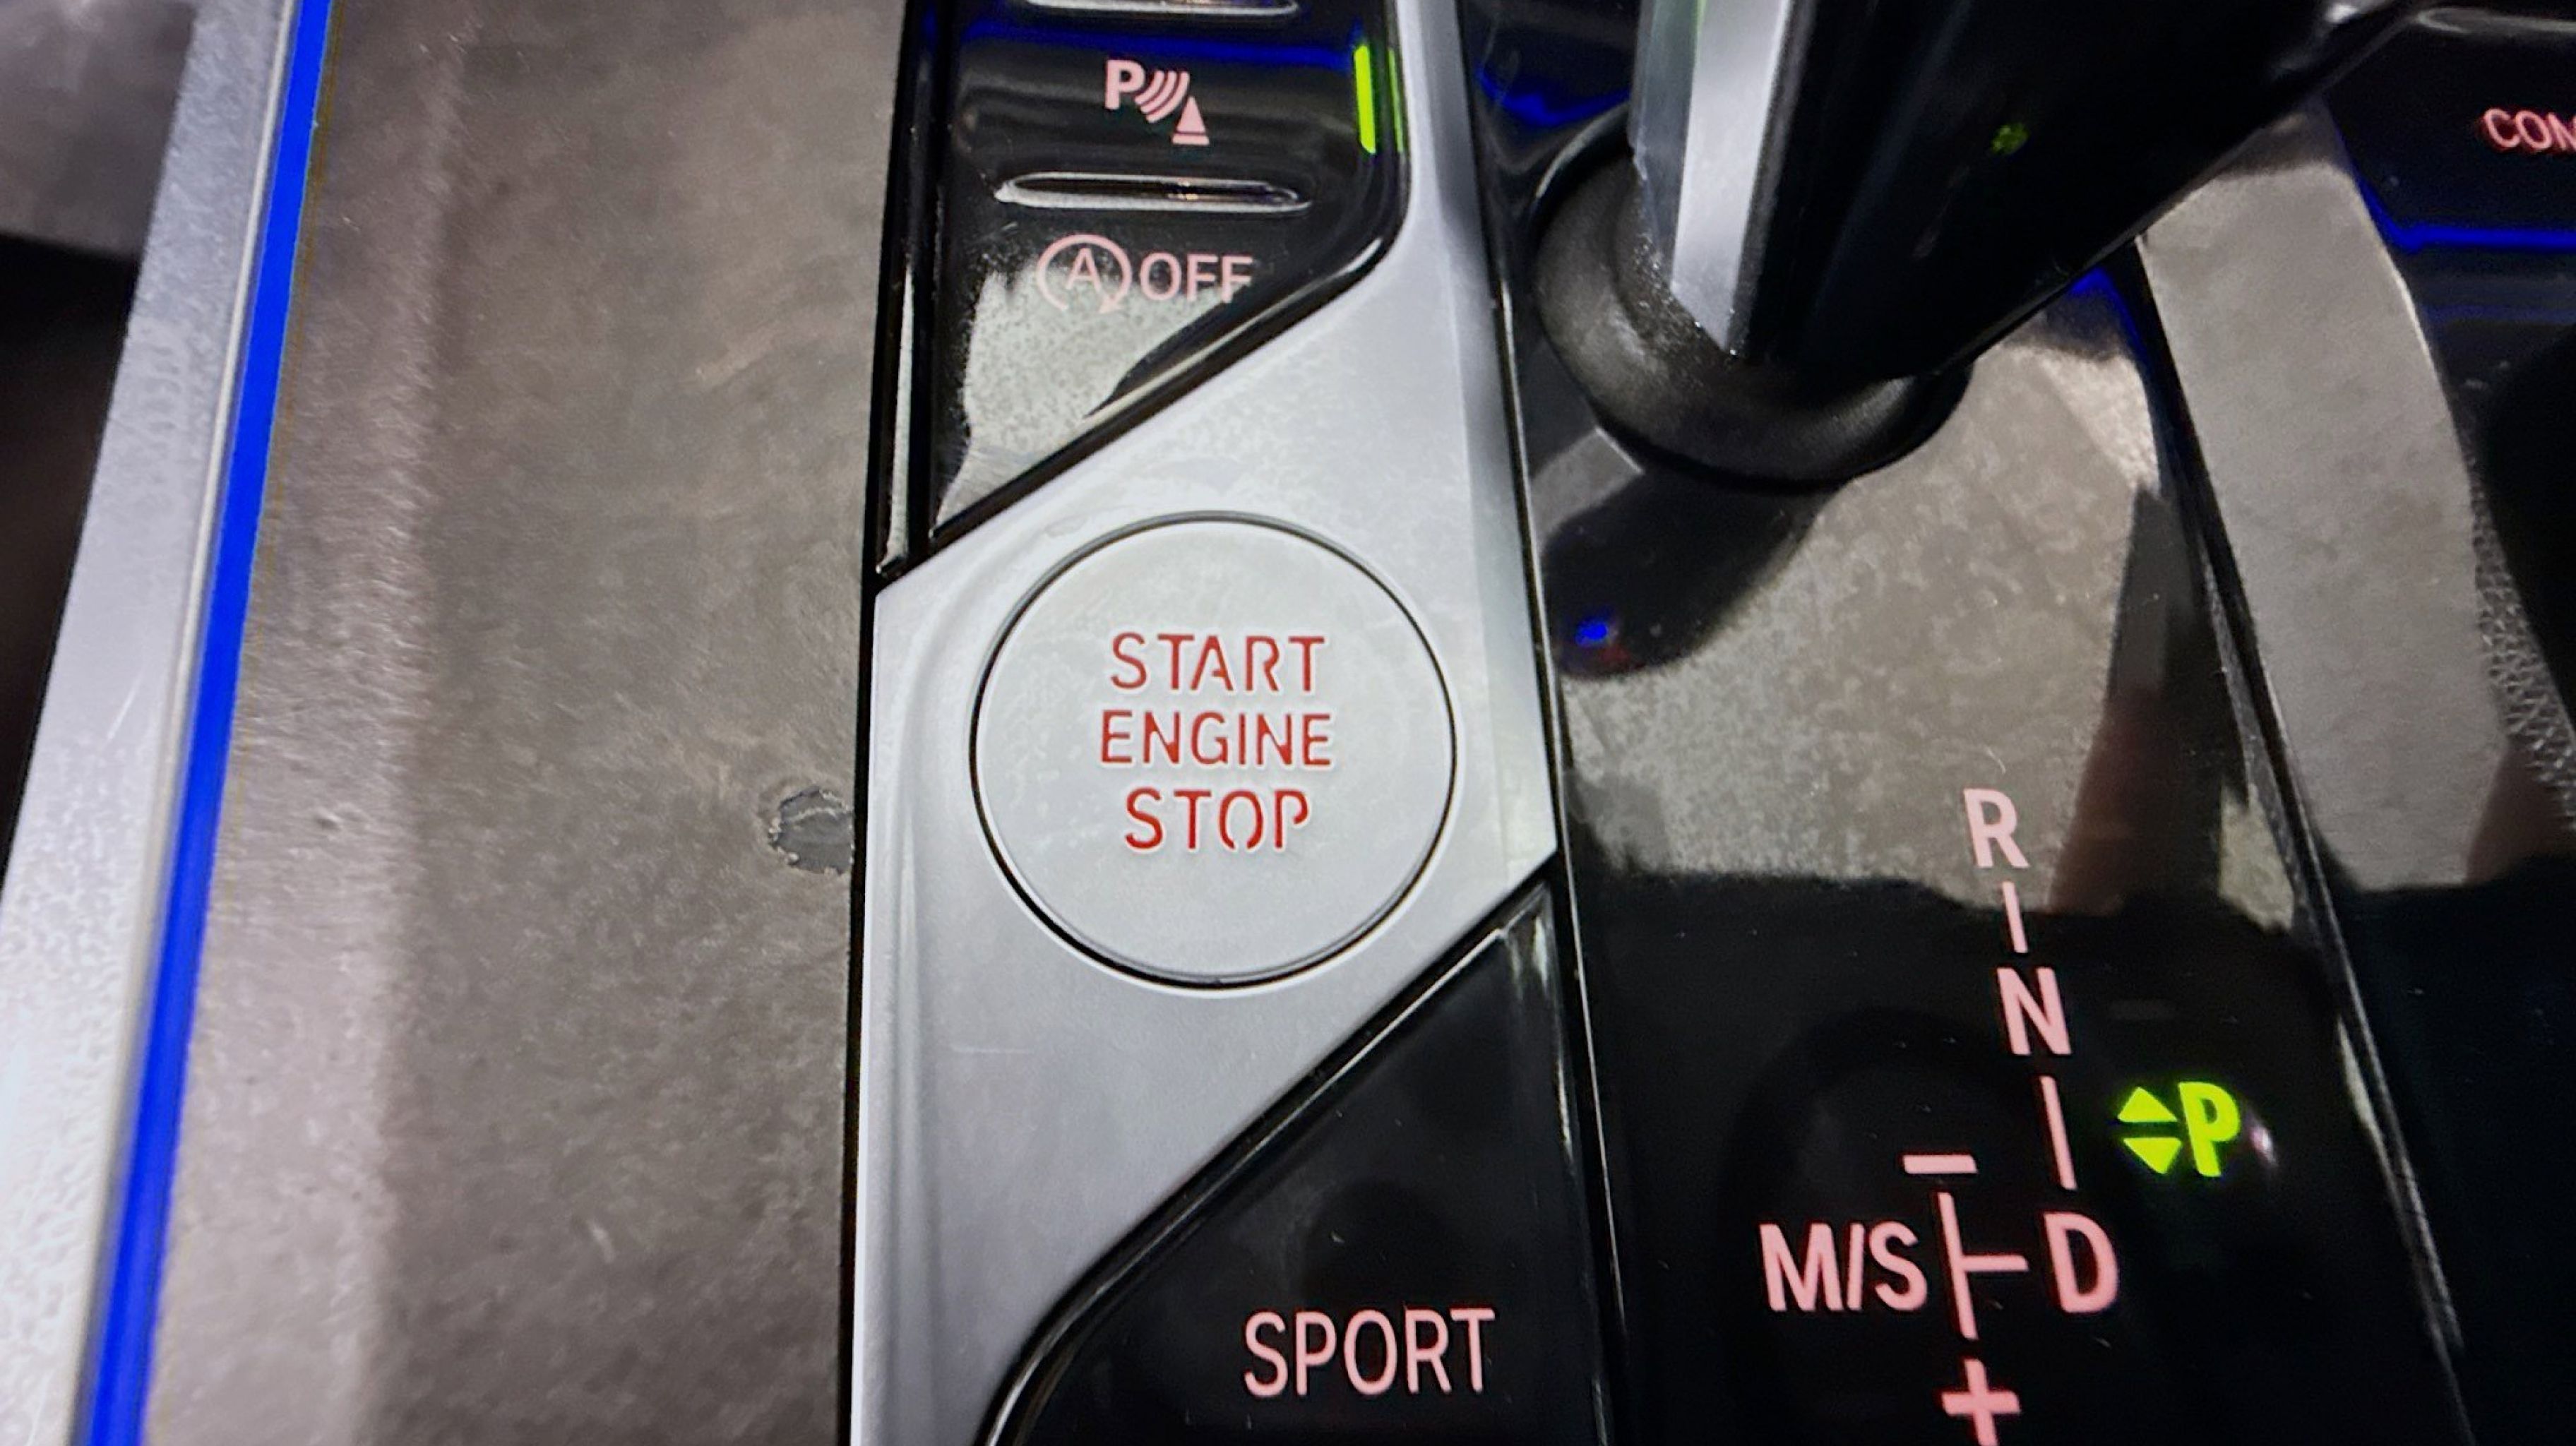 P
A OFF
START
ENGINE
STOP
SPORT
R
N
P
M/S D
+